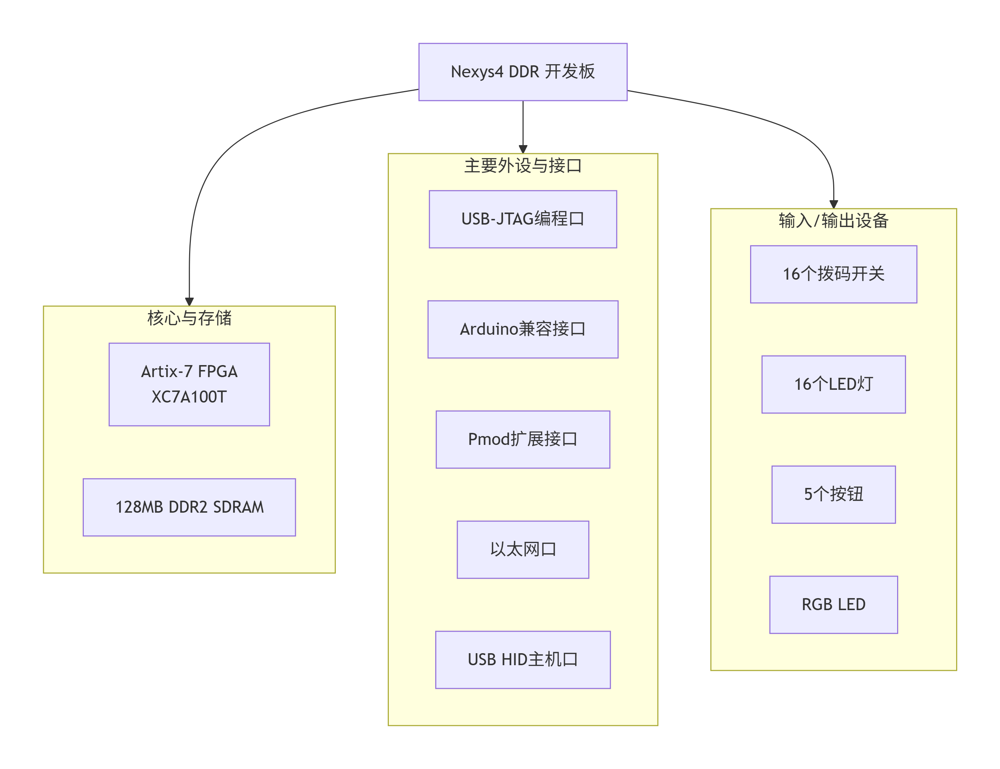 Nexys4 DDR 开发板
主要外设与接口
USB-JTAG编程口
Arduino兼容接口
Pmod扩展接口
以太网口
USB HID主机口
输入/输出设备
16个拨码开关
16个LED灯
5个按钮
RGB LED
核心与存储
Artix-7 FPGA
XC7A100T
128MB DDR2 SDRAM